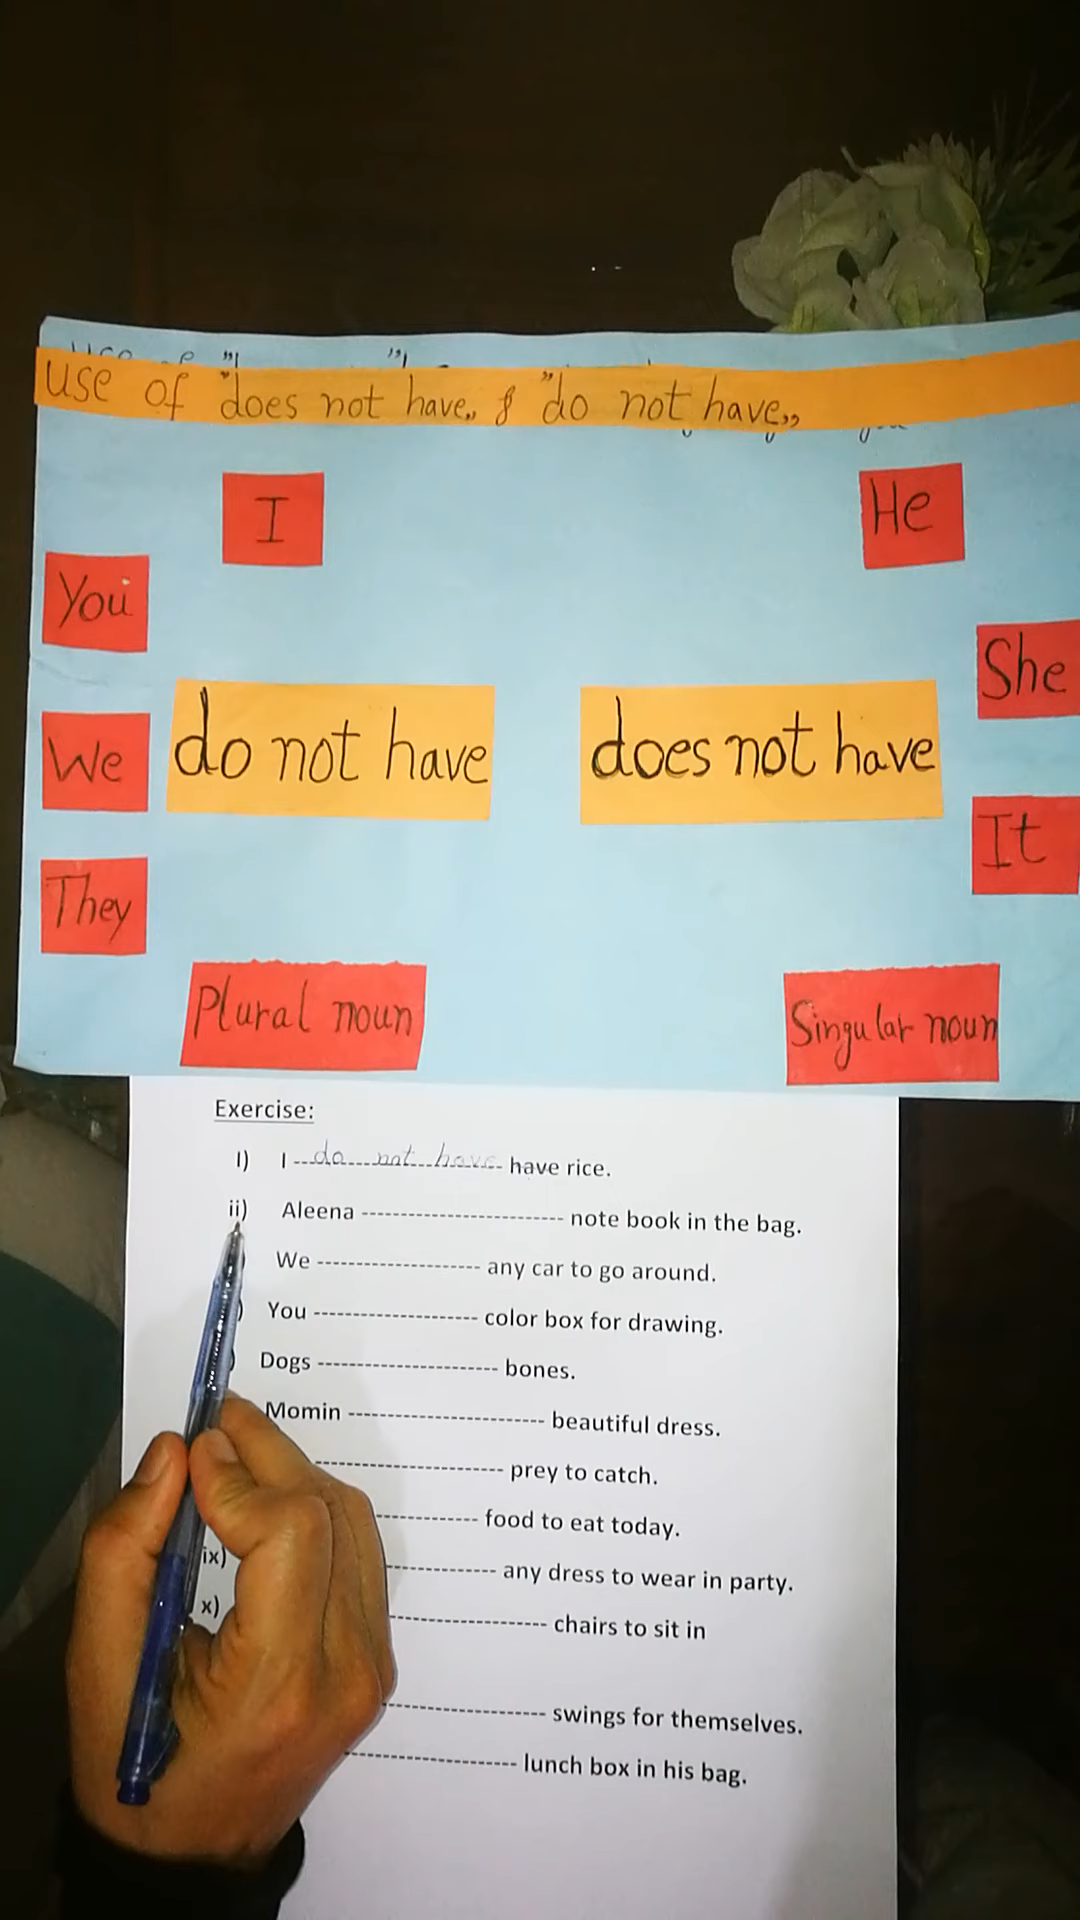 use of "does not have„ & "do not have„
I
He
You
She
do not have
does not have
We
It
They
Plural noun
Singular noun
Exercise:
I) I ---do not have--- have rice.
ii) Aleena ------------------------- note book in the bag.
We -------------------- any car to go around.
) You -------------------- color box for drawing.
) Dogs ---------------------- bones.
Momin ------------------------ beautiful dress.
----------------------- prey to catch.
------------- food to eat today.
ix) -------------- any dress to wear in party.
x) -------------------- chairs to sit in
-------------------- swings for themselves.
--------------------- lunch box in his bag.